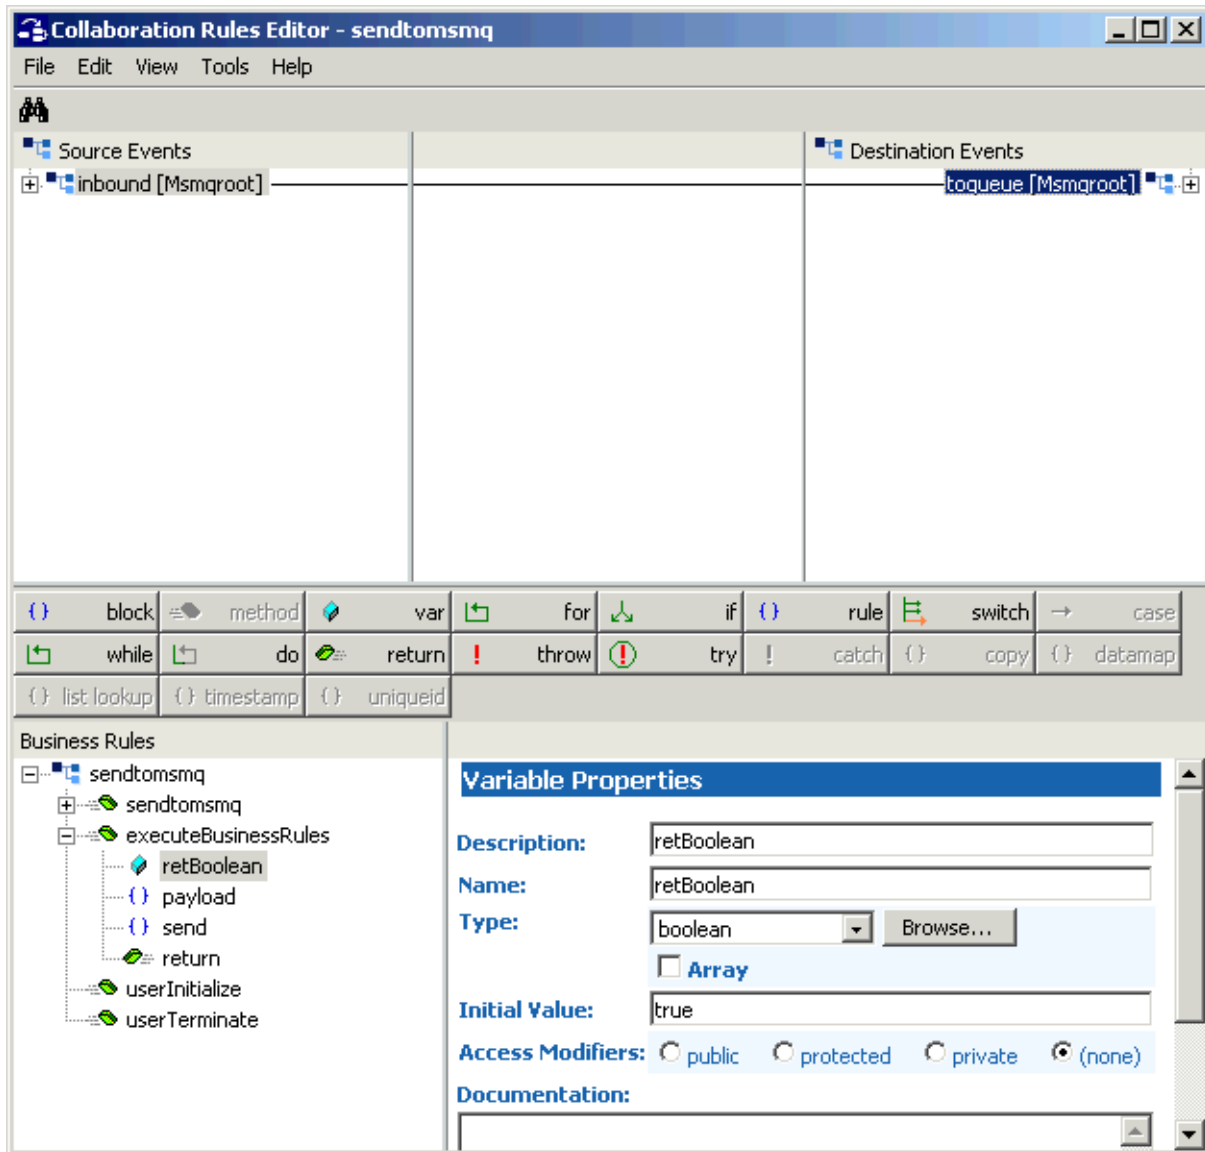 Collaboration Rules Editor - sendtomsmq
File Edit View Tools Help
Source Events
Destination Events
inbound [Msmqroot]
toqueue [Msmqroot]
{} block method var for if {} rule switch case
while do return ! throw try ! catch {} copy {} datamap
{} list lookup {} timestamp {} uniqueid
Business Rules
sendtomsmq
sendtomsmq
executeBusinessRules
retBoolean
{} payload
{} send
return
userInitialize
userTerminate
Variable Properties
Description: retBoolean
Name: retBoolean
Type: boolean Browse...
Array
Initial Value: true
Access Modifiers: public protected private (none)
Documentation: